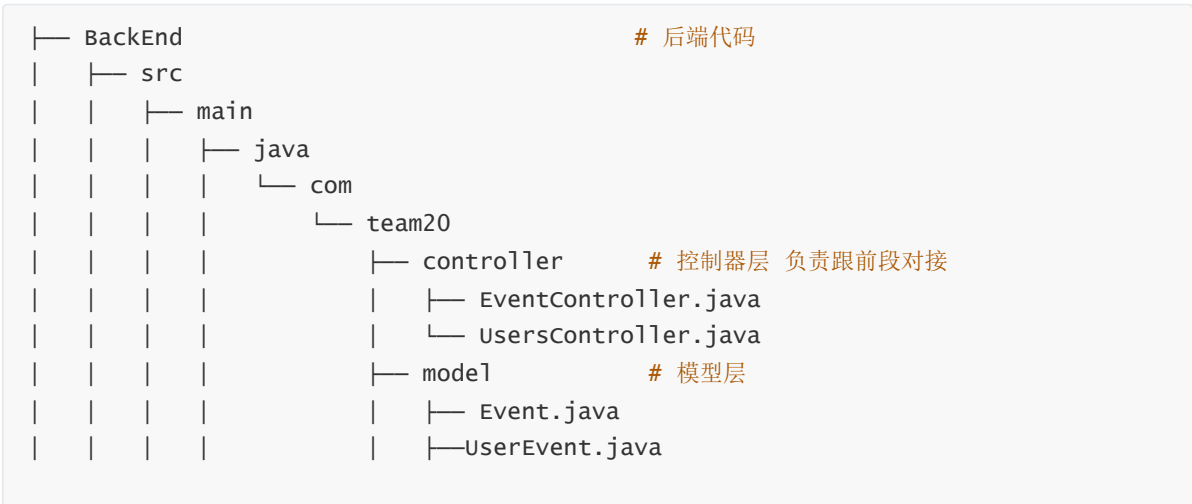 ├── BackEnd                                # 后端代码
│   ├── src
│   │   ├── main
│   │   │   ├── java
│   │   │   │   └── com
│   │   │   │       └── team20
│   │   │   │           ├── controller      # 控制器层 负责跟前段对接
│   │   │   │           │   ├── EventController.java
│   │   │   │           │   └── UsersController.java
│   │   │   │           ├── model           # 模型层
│   │   │   │           │   ├── Event.java
│   │   │   │           │   ├──UserEvent.java